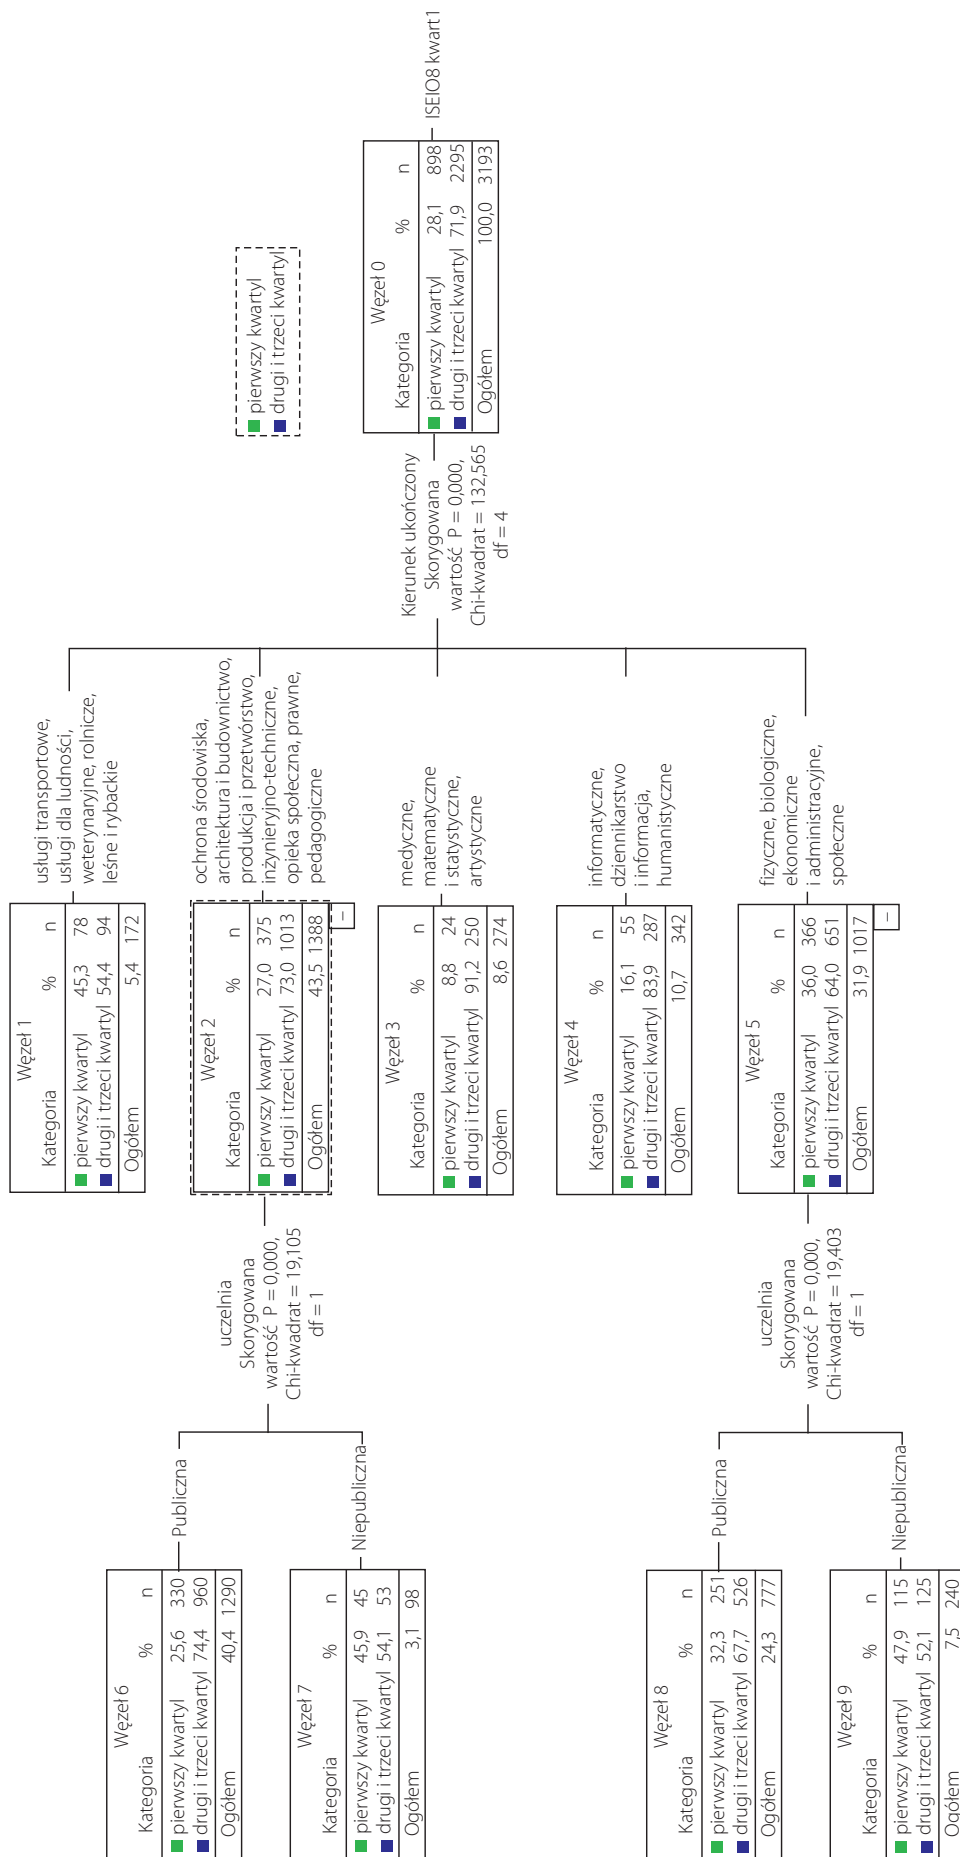 ISEI08 kwart1
Węzeł 0
Kategoria % n
pierwszy kwartyl 28,1 898
drugi i trzeci kwartyl 71,9 2295
Ogółem 100,0 3193
pierwszy kwartyl
drugi i trzeci kwartyl
Kierunek ukończony
Skorygowana
wartość P = 0,000,
Chi-kwadrat = 132,565
df = 4
usługi transportowe,
usługi dla ludności,
weterynaryjne, rolnicze,
leśne i rybackie
Węzeł 1
Kategoria % n
pierwszy kwartyl 45,3 78
drugi i trzeci kwartyl 54,4 94
Ogółem 5,4 172
ochrona środowiska,
architektura i budownictwo,
produkcja i przetwórstwo,
inżynieryjno-techniczne,
opieka społeczna, prawne,
pedagogiczne
Węzeł 2
Kategoria % n
pierwszy kwartyl 27,0 375
drugi i trzeci kwartyl 73,0 1013
Ogółem 43,5 1388
–
medyczne,
matematyczne
i statystyczne,
artystyczne
Węzeł 3
Kategoria % n
pierwszy kwartyl 8,8 24
drugi i trzeci kwartyl 91,2 250
Ogółem 8,6 274
informatyczne,
dziennikarstwo
i informacja,
humanistyczne
Węzeł 4
Kategoria % n
pierwszy kwartyl 16,1 55
drugi i trzeci kwartyl 83,9 287
Ogółem 10,7 342
fizyczne, biologiczne,
ekonomiczne
i administracyjne,
społeczne
Węzeł 5
Kategoria % n
pierwszy kwartyl 36,0 366
drugi i trzeci kwartyl 64,0 651
Ogółem 31,9 1017
–
uczelnia
Skorygowana
wartość P = 0,000,
Chi-kwadrat = 19,105
df = 1
uczelnia
Skorygowana
wartość P = 0,000,
Chi-kwadrat = 19,403
df = 1
Publiczna
Węzeł 6
Kategoria % n
pierwszy kwartyl 25,6 330
drugi i trzeci kwartyl 74,4 960
Ogółem 40,4 1290
Niepubliczna
Węzeł 7
Kategoria % n
pierwszy kwartyl 45,9 45
drugi i trzeci kwartyl 54,1 53
Ogółem 3,1 98
Publiczna
Węzeł 8
Kategoria % n
pierwszy kwartyl 32,3 251
drugi i trzeci kwartyl 67,7 526
Ogółem 24,3 777
Niepubliczna
Węzeł 9
Kategoria % n
pierwszy kwartyl 47,9 115
drugi i trzeci kwartyl 52,1 125
Ogółem 7,5 240